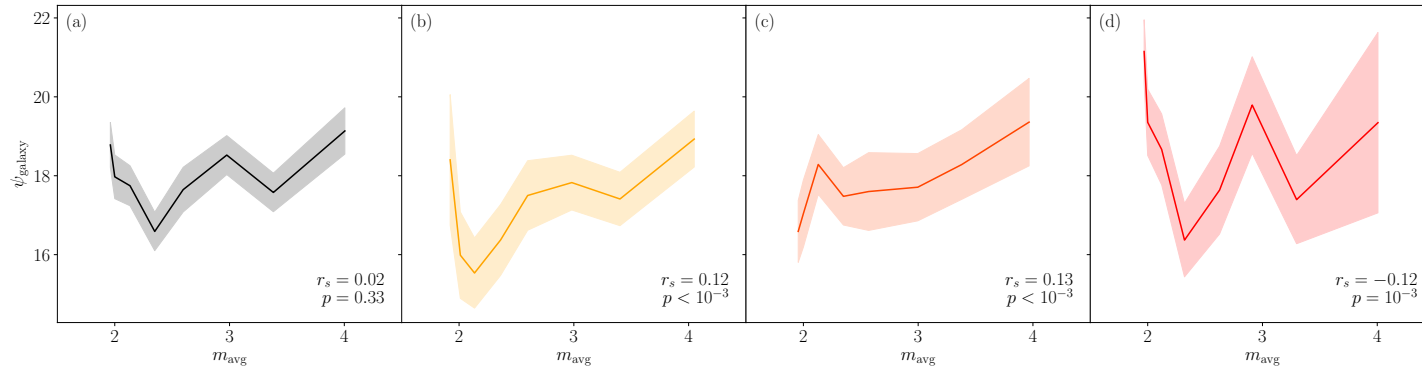 (a)
(b)
(c)
(d)
22
20
18
16
ψ_galaxy
r_s = 0.02
p = 0.33
r_s = 0.12
p < 10^{-3}
r_s = 0.13
p < 10^{-3}
r_s = −0.12
p = 10^{-3}
2 3 4
2 3 4
2 3 4
2 3 4
m_avg
m_avg
m_avg
m_avg